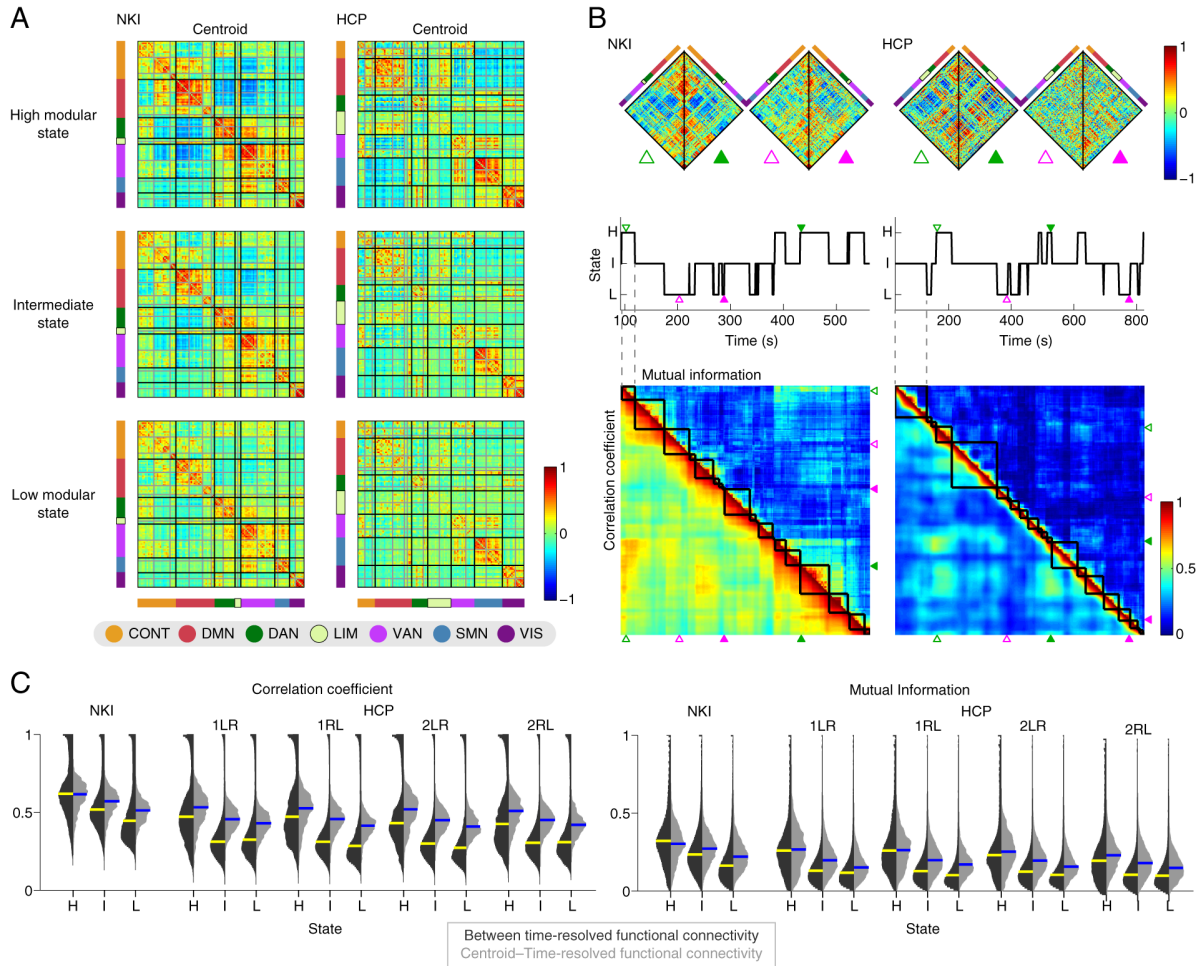 A
NKI
Centroid
HCP
Centroid
High modular
state
Intermediate
state
Low modular
state
1
0
−1
CONT
DMN
DAN
LIM
VAN
SMN
VIS
B
NKI
HCP
1
0
−1
State
H
I
L
100
200
300
400
500
Time (s)
H
I
L
200
400
600
800
Time (s)
Mutual information
Correlation coefficient
1
0.5
0
C
Correlation coefficient
NKI
HCP
1LR
1RL
2LR
2RL
1
0.5
0
H I L H I L H I L H I L H I L
State
Mutual Information
NKI
HCP
1LR
1RL
2LR
2RL
1
0.5
0
H I L H I L H I L H I L H I L
State
Between time-resolved functional connectivity
Centroid–Time-resolved functional connectivity